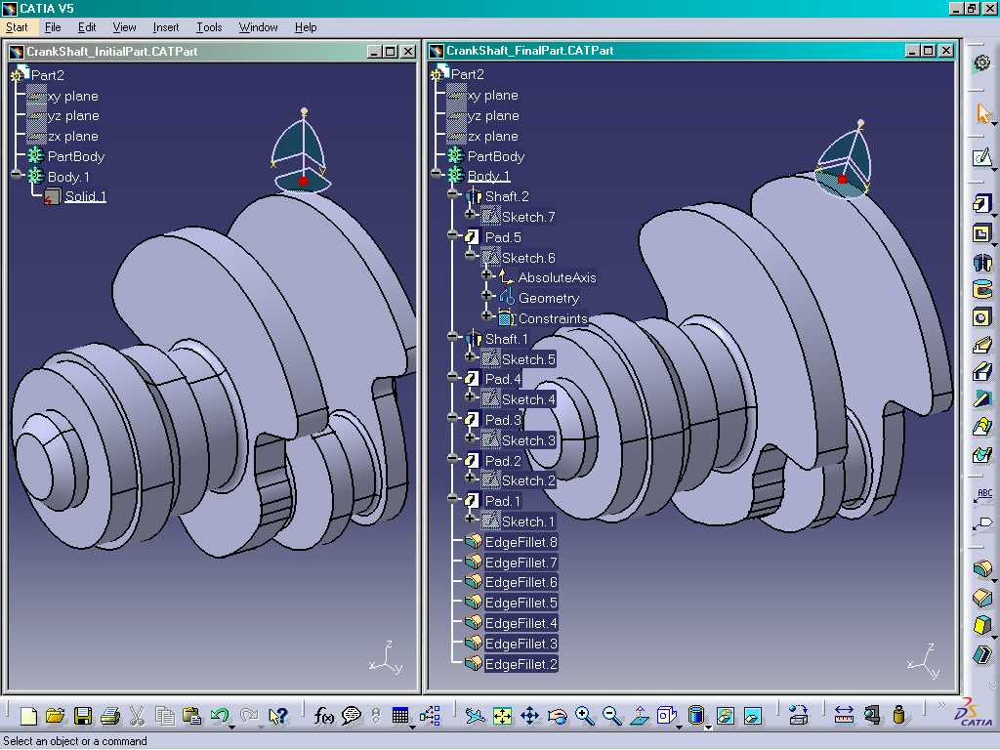 CATIA V5
Start File Edit View Insert Tools Window Help
CrankShaft_InitialPart.CATPart
Part2
xy plane
yz plane
zx plane
PartBody
Body.1
Solid.1
z
x
y
CrankShaft_FinalPart.CATPart
Part2
xy plane
yz plane
zx plane
PartBody
Body.1
Shaft.2
Sketch.7
Pad.5
Sketch.6
AbsoluteAxis
Geometry
Constraints
Shaft.1
Sketch.5
Pad.4
Sketch.4
Pad.3
Sketch.3
Pad.2
Sketch.2
Pad.1
Sketch.1
EdgeFillet.8
EdgeFillet.7
EdgeFillet.6
EdgeFillet.5
EdgeFillet.4
EdgeFillet.3
EdgeFillet.2
z
x
y
ABC
f(x)
CATIA
Select an object or a command